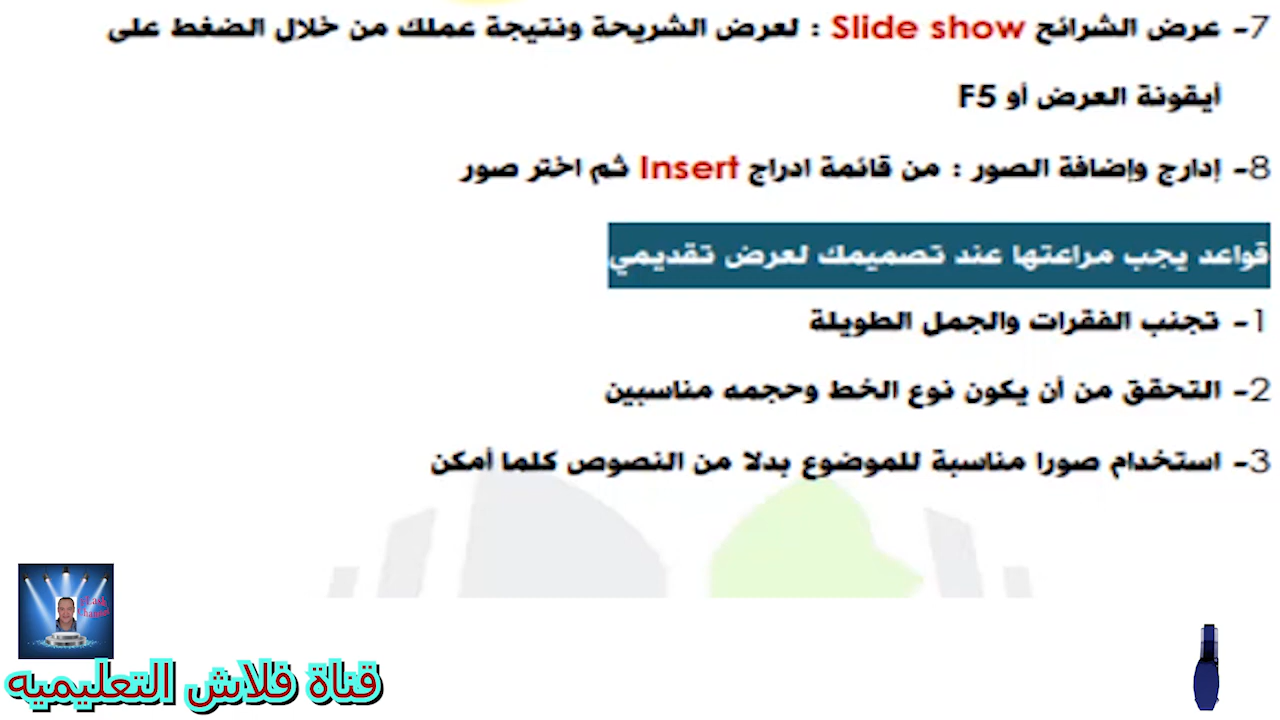 7- عرض الشرائح Slide show : لعرض الشريحة ونتيجة عملك من خلال الضغط على
أيقونة العرض أو F5
8- إدارج وإضافة الصور : من قائمة ادراج Insert ثم اختر صور
قواعد يجب مراعتها عند تصميمك لعرض تقديمي
1- تجنب الفقرات والجمل الطويلة
2- التحقق من أن يكون نوع الخط وحجمه مناسبين
3- استخدام صورا مناسبة للموضوع بدلا من النصوص كلما أمكن
قناة فلاش التعليميه